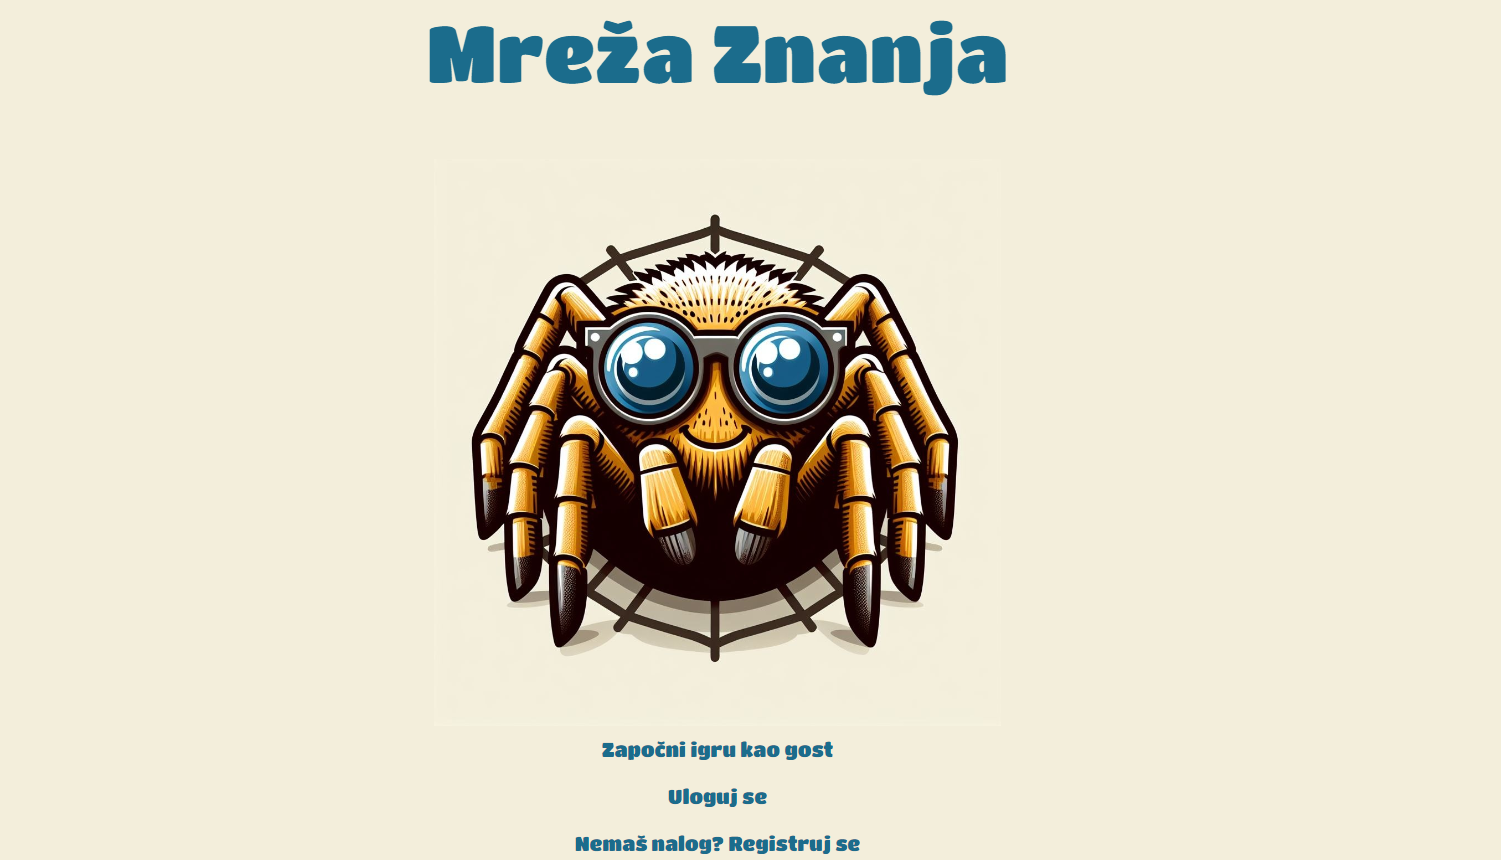 Mreža Znanja
Započni igru kao gost
Uloguj se
Nemaš nalog? Registruj se